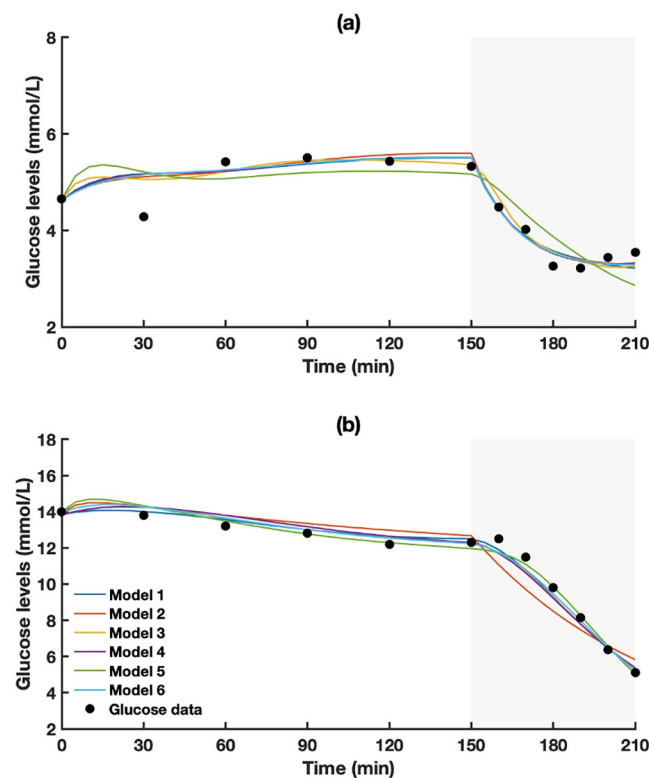 (a)
Glucose levels (mmol/L)
8
6
4
2
0 30 60 90 120 150 180 210
Time (min)
(b)
Glucose levels (mmol/L)
18
16
14
12
10
8
6
4
2
Model 1
Model 2
Model 3
Model 4
Model 5
Model 6
Glucose data
0 30 60 90 120 150 180 210
Time (min)